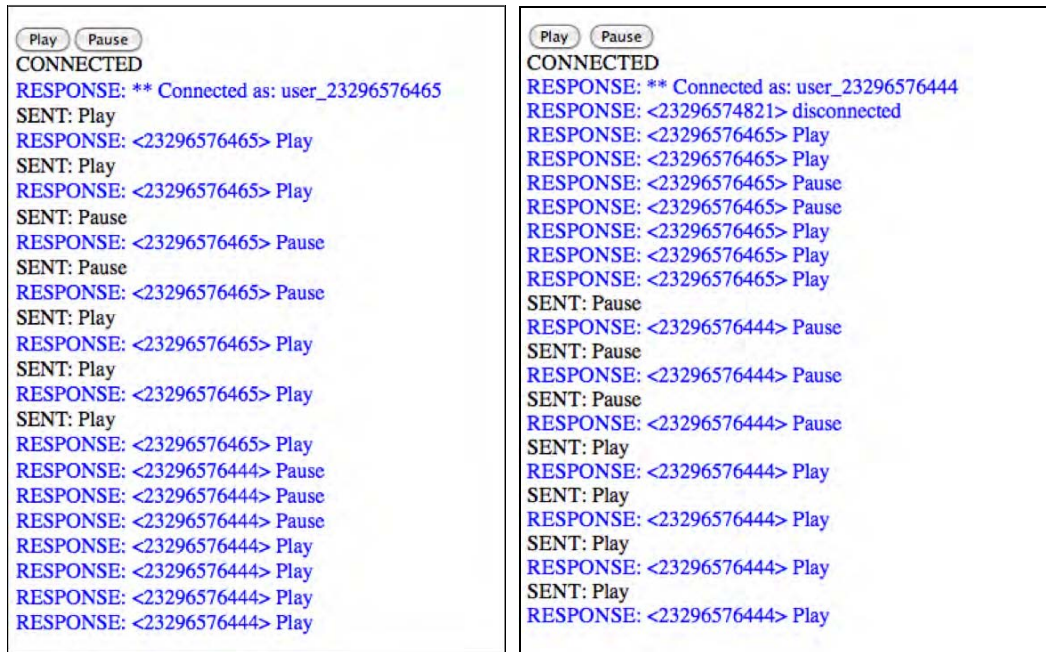 Play Pause
CONNECTED
RESPONSE: ** Connected as: user_23296576465
SENT: Play
RESPONSE: <23296576465> Play
SENT: Play
RESPONSE: <23296576465> Play
SENT: Pause
RESPONSE: <23296576465> Pause
SENT: Pause
RESPONSE: <23296576465> Pause
SENT: Play
RESPONSE: <23296576465> Play
SENT: Play
RESPONSE: <23296576465> Play
SENT: Play
RESPONSE: <23296576465> Play
RESPONSE: <23296576444> Pause
RESPONSE: <23296576444> Pause
RESPONSE: <23296576444> Pause
RESPONSE: <23296576444> Play
RESPONSE: <23296576444> Play
RESPONSE: <23296576444> Play
RESPONSE: <23296576444> Play
Play Pause
CONNECTED
RESPONSE: ** Connected as: user_23296576444
RESPONSE: <23296574821> disconnected
RESPONSE: <23296576465> Play
RESPONSE: <23296576465> Play
RESPONSE: <23296576465> Pause
RESPONSE: <23296576465> Pause
RESPONSE: <23296576465> Play
RESPONSE: <23296576465> Play
RESPONSE: <23296576465> Play
SENT: Pause
RESPONSE: <23296576444> Pause
SENT: Pause
RESPONSE: <23296576444> Pause
SENT: Pause
RESPONSE: <23296576444> Pause
SENT: Play
RESPONSE: <23296576444> Play
SENT: Play
RESPONSE: <23296576444> Play
SENT: Play
RESPONSE: <23296576444> Play
SENT: Play
RESPONSE: <23296576444> Play